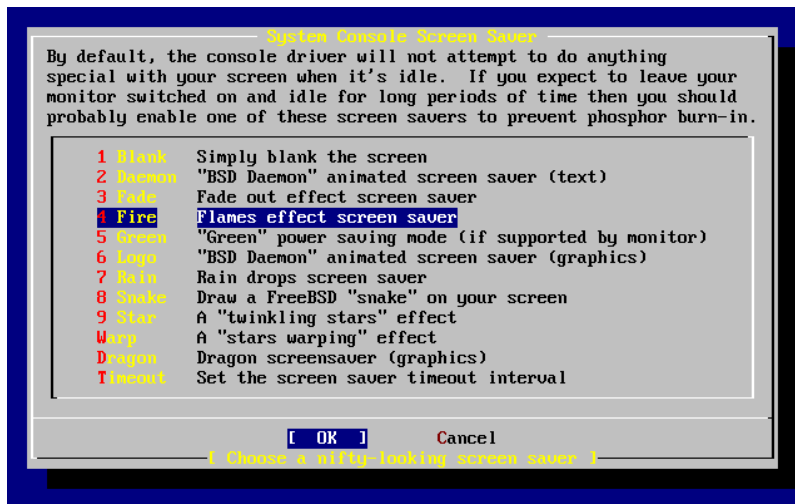 System Console Screen Saver
By default, the console driver will not attempt to do anything
special with your screen when it's idle.  If you expect to leave your
monitor switched on and idle for long periods of time then you should
probably enable one of these screen savers to prevent phosphor burn-in.
1 Blank    Simply blank the screen
2 Daemon   "BSD Daemon" animated screen saver (text)
3 Fade     Fade out effect screen saver
4 Fire     Flames effect screen saver
5 Green    "Green" power saving mode (if supported by monitor)
6 Logo     "BSD Daemon" animated screen saver (graphics)
7 Rain     Rain drops screen saver
8 Snake    Draw a FreeBSD "snake" on your screen
9 Star     A "twinkling stars" effect
Warp       A "stars warping" effect
Dragon     Dragon screensaver (graphics)
Timeout    Set the screen saver timeout interval
[  OK  ]       Cancel
[ Choose a nifty-looking screen saver ]